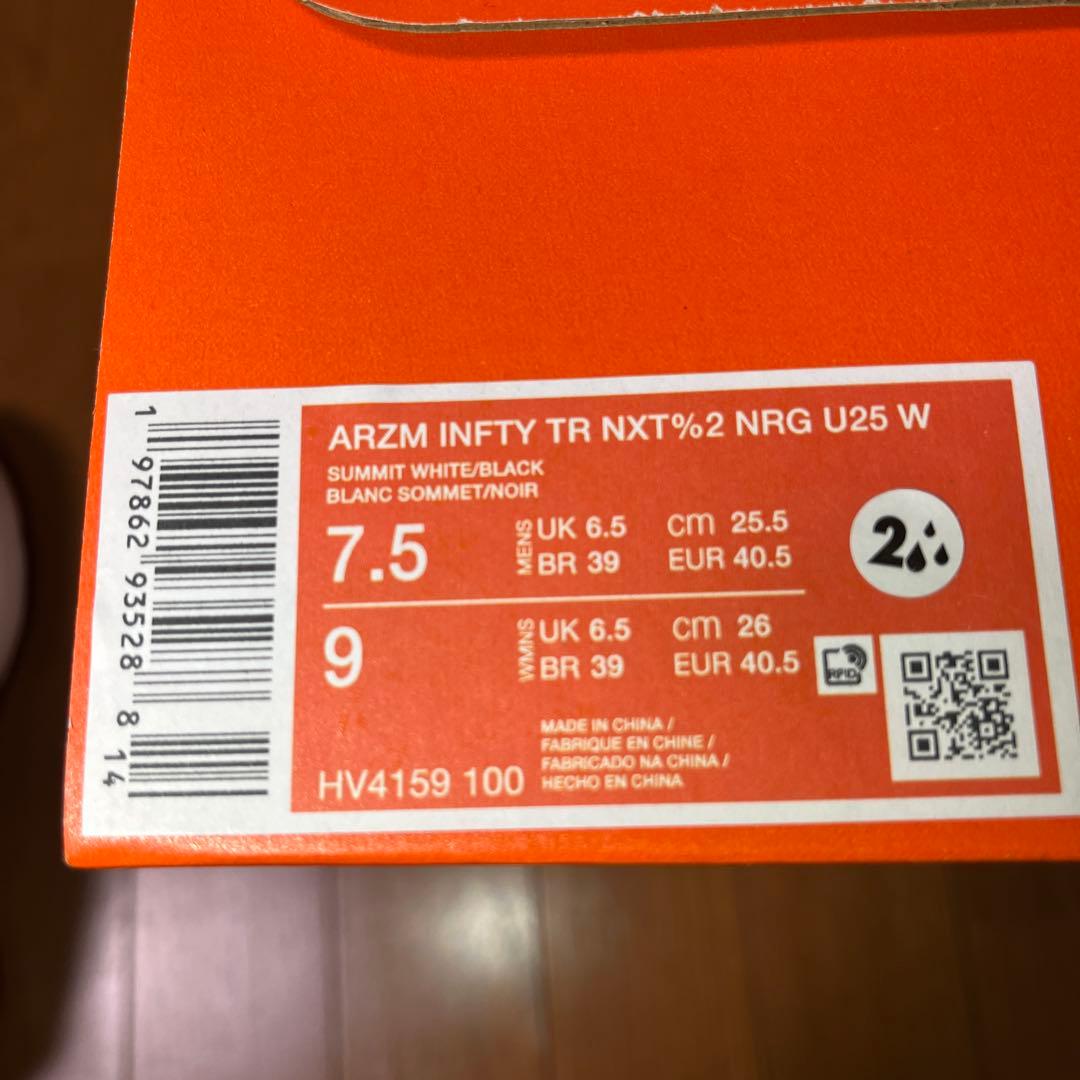 ARZM INFTY TR NXT%2 NRG U25 W
SUMMIT WHITE/BLACK
BLANC SOMMET/NOIR
7.5 MENS UK 6.5 cm 25.5
BR 39 EUR 40.5
9 WMNS UK 6.5 cm 26
BR 39 EUR 40.5
2
RFID
MADE IN CHINA /
FABRIQUE EN CHINE /
FABRICADO NA CHINA /
HECHO EN CHINA
HV4159 100
1 97862 93528 8 14